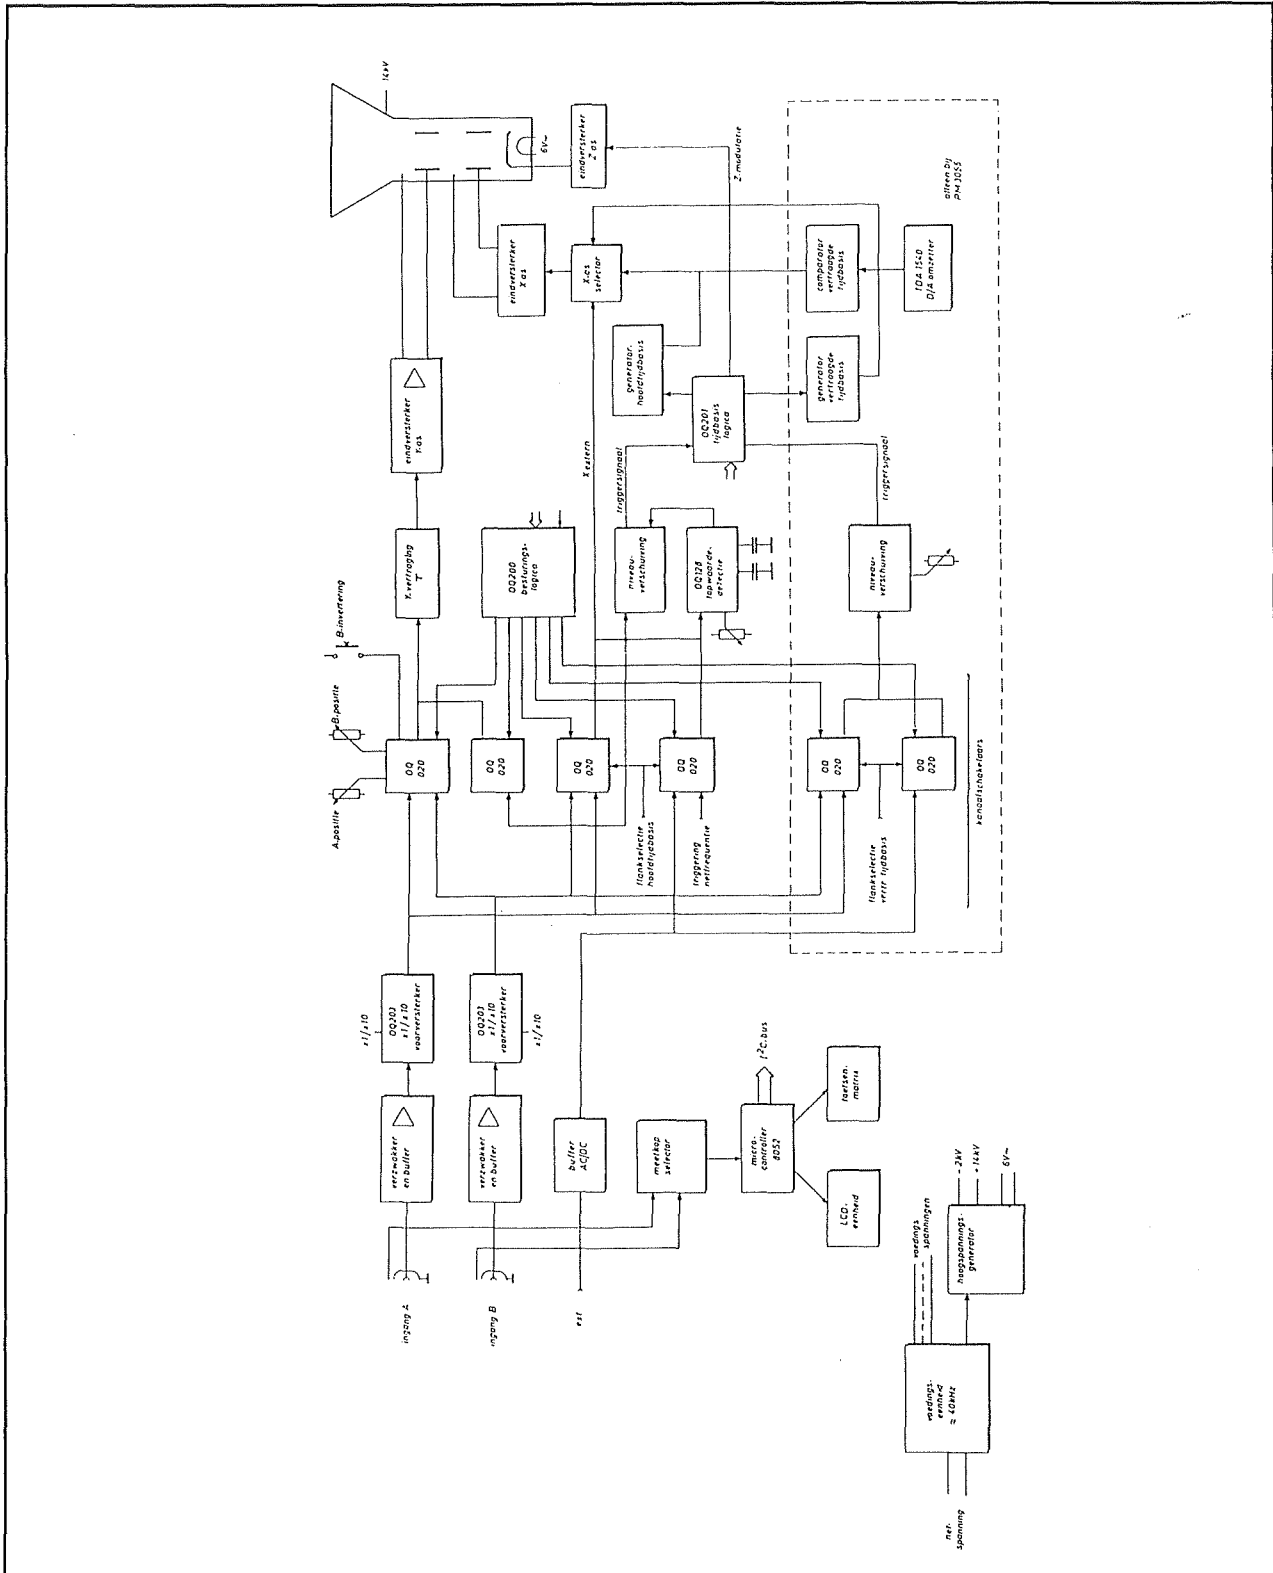 ingang A
verzwakker
en buffer
x1/x10
OQ203
x1/x10
voorversterker
A.positie
B.positie
B.invertering
OQ
020
Y.vertraging
T
eindversterker
Y.as
14kV
6V~
ingang B
verzwakker
en buffer
OQ203
x1/x10
voorversterker
x1/x10
OQ
020
OQ200
besturings-
logica
eindversterker
X as
eindversterker
Z as
ext
buffer
AC/DC
OQ
020
X extern
X.as
selector
meetkop
selector
flankselectie
hoofdtijdbasis
niveau-
verschuiving
triggersignaal
generator.
hoofdtijdbasis
triggering
netfrequentie
OQ
020
OQ128
topwaarde-
detectie
OQ201
tijdbasis
logica
Z.modulatie
micro-
controller
8052
I²C.bus
LCD.
eenheid
toetsen.
matrix
OQ
020
flankselectie
vertr tijdbasis
OQ
020
niveau-
verschuiving
triggersignaal
generator
vertraagde
tijdbasis
comparator
vertraagde
tijdbasis
TDA 1540
D/A omzetter
alleen bij
PM3055
kanaalschakelaars
net-
spanning
voedings-
eenheid
≈ 40kHz
voedings
spanningen
hoogspannings-
generator
- 2kV
+ 14kV
6V~